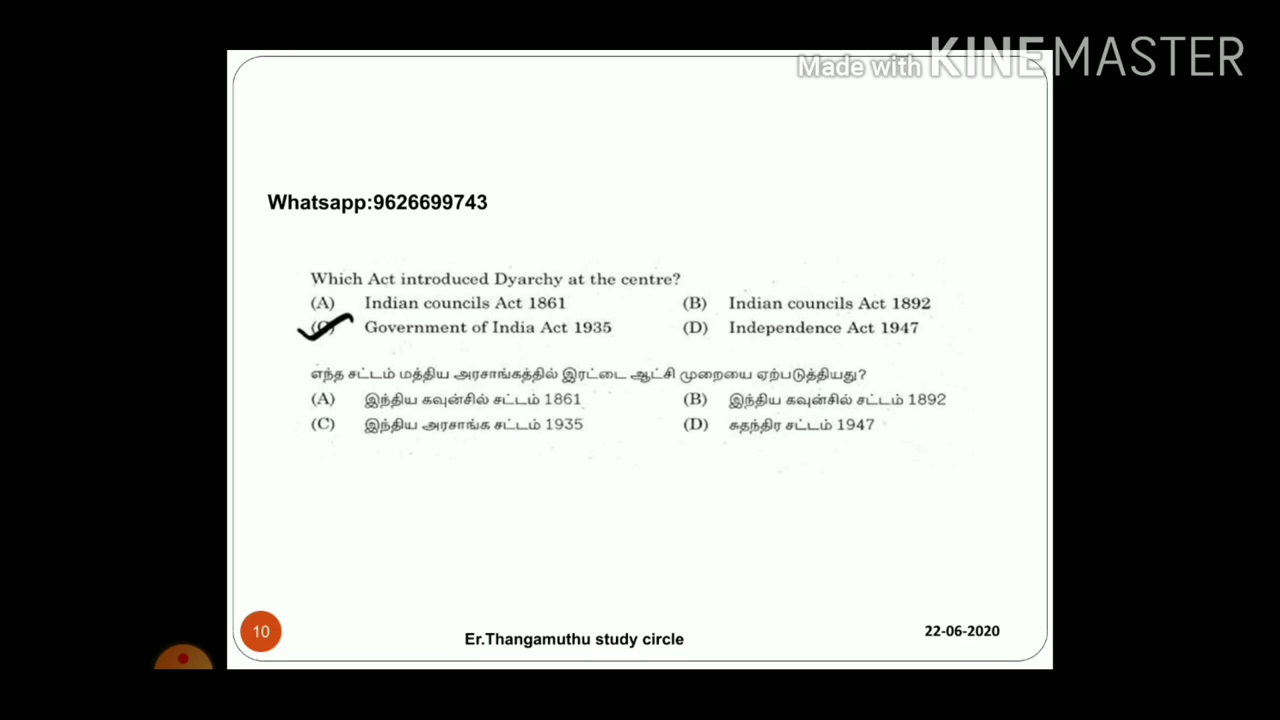 Made with KINEMASTER
Whatsapp:9626699743
Which Act introduced Dyarchy at the centre?
(A) Indian councils Act 1861 (B) Indian councils Act 1892
(C) Government of India Act 1935 (D) Independence Act 1947
எந்த சட்டம் மத்திய அரசாங்கத்தில் இரட்டை ஆட்சி முறையை ஏற்படுத்தியது?
(A) இந்திய கவுன்சில் சட்டம் 1861 (B) இந்திய கவுன்சில் சட்டம் 1892
(C) இந்திய அரசாங்க சட்டம் 1935 (D) சுதந்திர சட்டம் 1947
10 Er.Thangamuthu study circle 22-06-2020